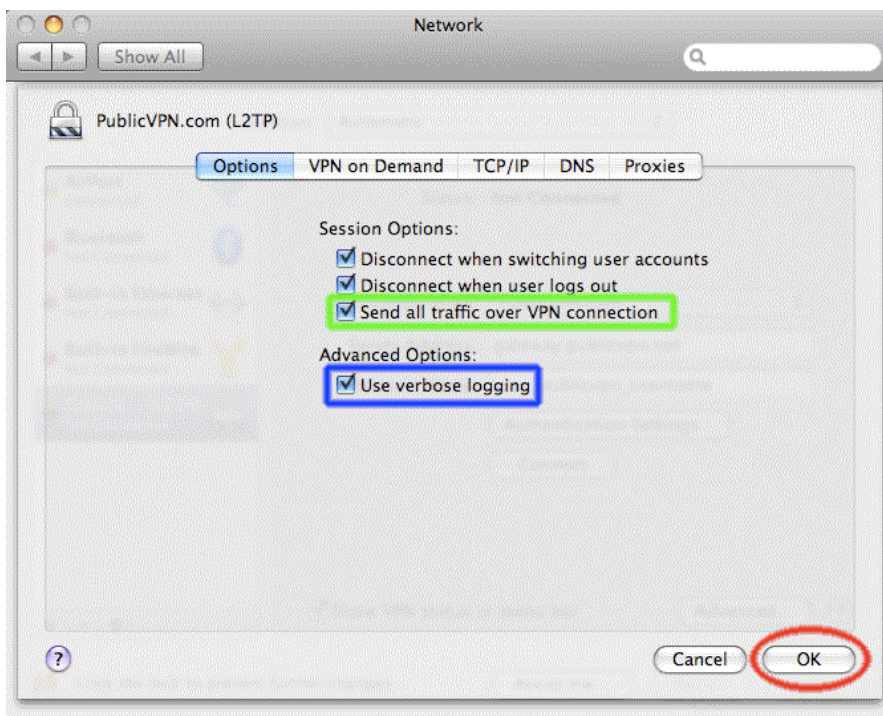 Network
Show All
PublicVPN.com (L2TP)
Options VPN on Demand TCP/IP DNS Proxies
Session Options:
Disconnect when switching user accounts
Disconnect when user logs out
Send all traffic over VPN connection
Advanced Options:
Use verbose logging
? Cancel OK